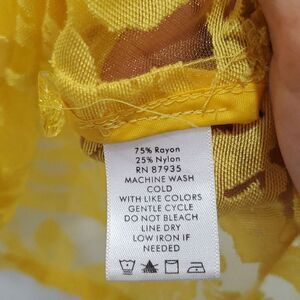 75% Rayon
25% Nylon
RN 87935
MACHINE WASH
COLD
WITH LIKE COLORS
GENTLE CYCLE
DO NOT BLEACH
LINE DRY
LOW IRON IF
NEEDED